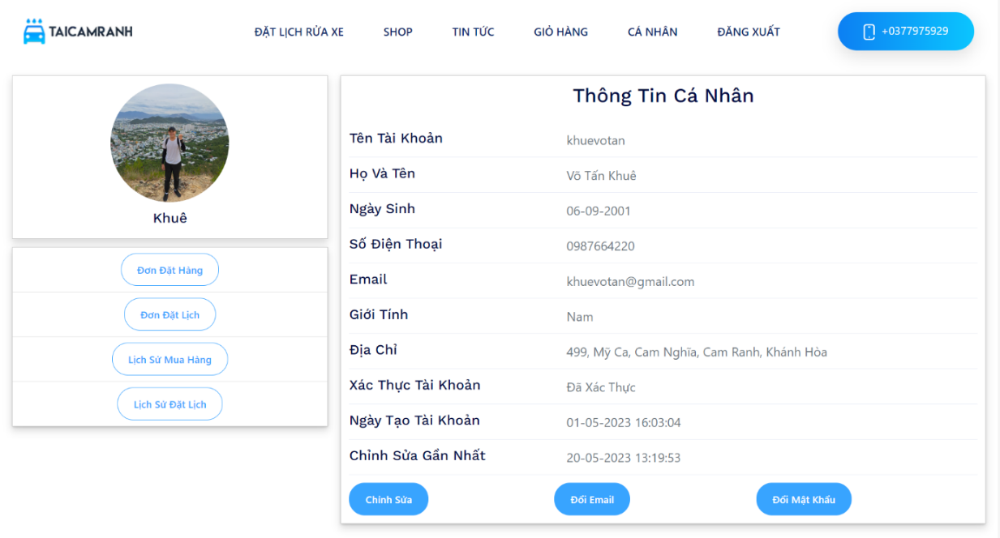 TAICAMRANH
ĐẶT LỊCH RỬA XE SHOP TIN TỨC GIỎ HÀNG CÁ NHÂN ĐĂNG XUẤT +0377975929
Khuê
Đơn Đặt Hàng
Đơn Đặt Lịch
Lịch Sử Mua Hàng
Lịch Sử Đặt Lịch
Thông Tin Cá Nhân
Tên Tài Khoản khuevotan
Họ Và Tên Võ Tấn Khuê
Ngày Sinh 06-09-2001
Số Điện Thoại 0987664220
Email khuevotan@gmail.com
Giới Tính Nam
Địa Chỉ 499, Mỹ Ca, Cam Nghĩa, Cam Ranh, Khánh Hòa
Xác Thực Tài Khoản Đã Xác Thực
Ngày Tạo Tài Khoản 01-05-2023 16:03:04
Chỉnh Sửa Gần Nhất 20-05-2023 13:19:53
Chỉnh Sửa Đổi Email Đổi Mật Khẩu